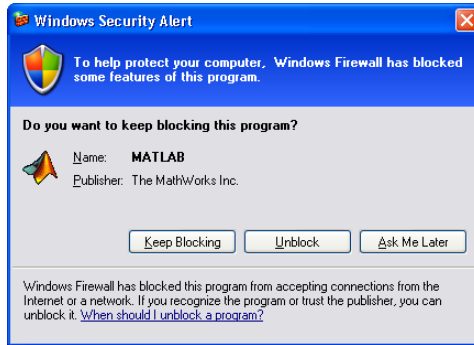 Windows Security Alert
To help protect your computer, Windows Firewall has blocked
some features of this program.
Do you want to keep blocking this program?
Name: MATLAB
Publisher: The MathWorks Inc.
Keep Blocking Unblock Ask Me Later
Windows Firewall has blocked this program from accepting connections from the
Internet or a network. If you recognize the program or trust the publisher, you can
unblock it. When should I unblock a program?